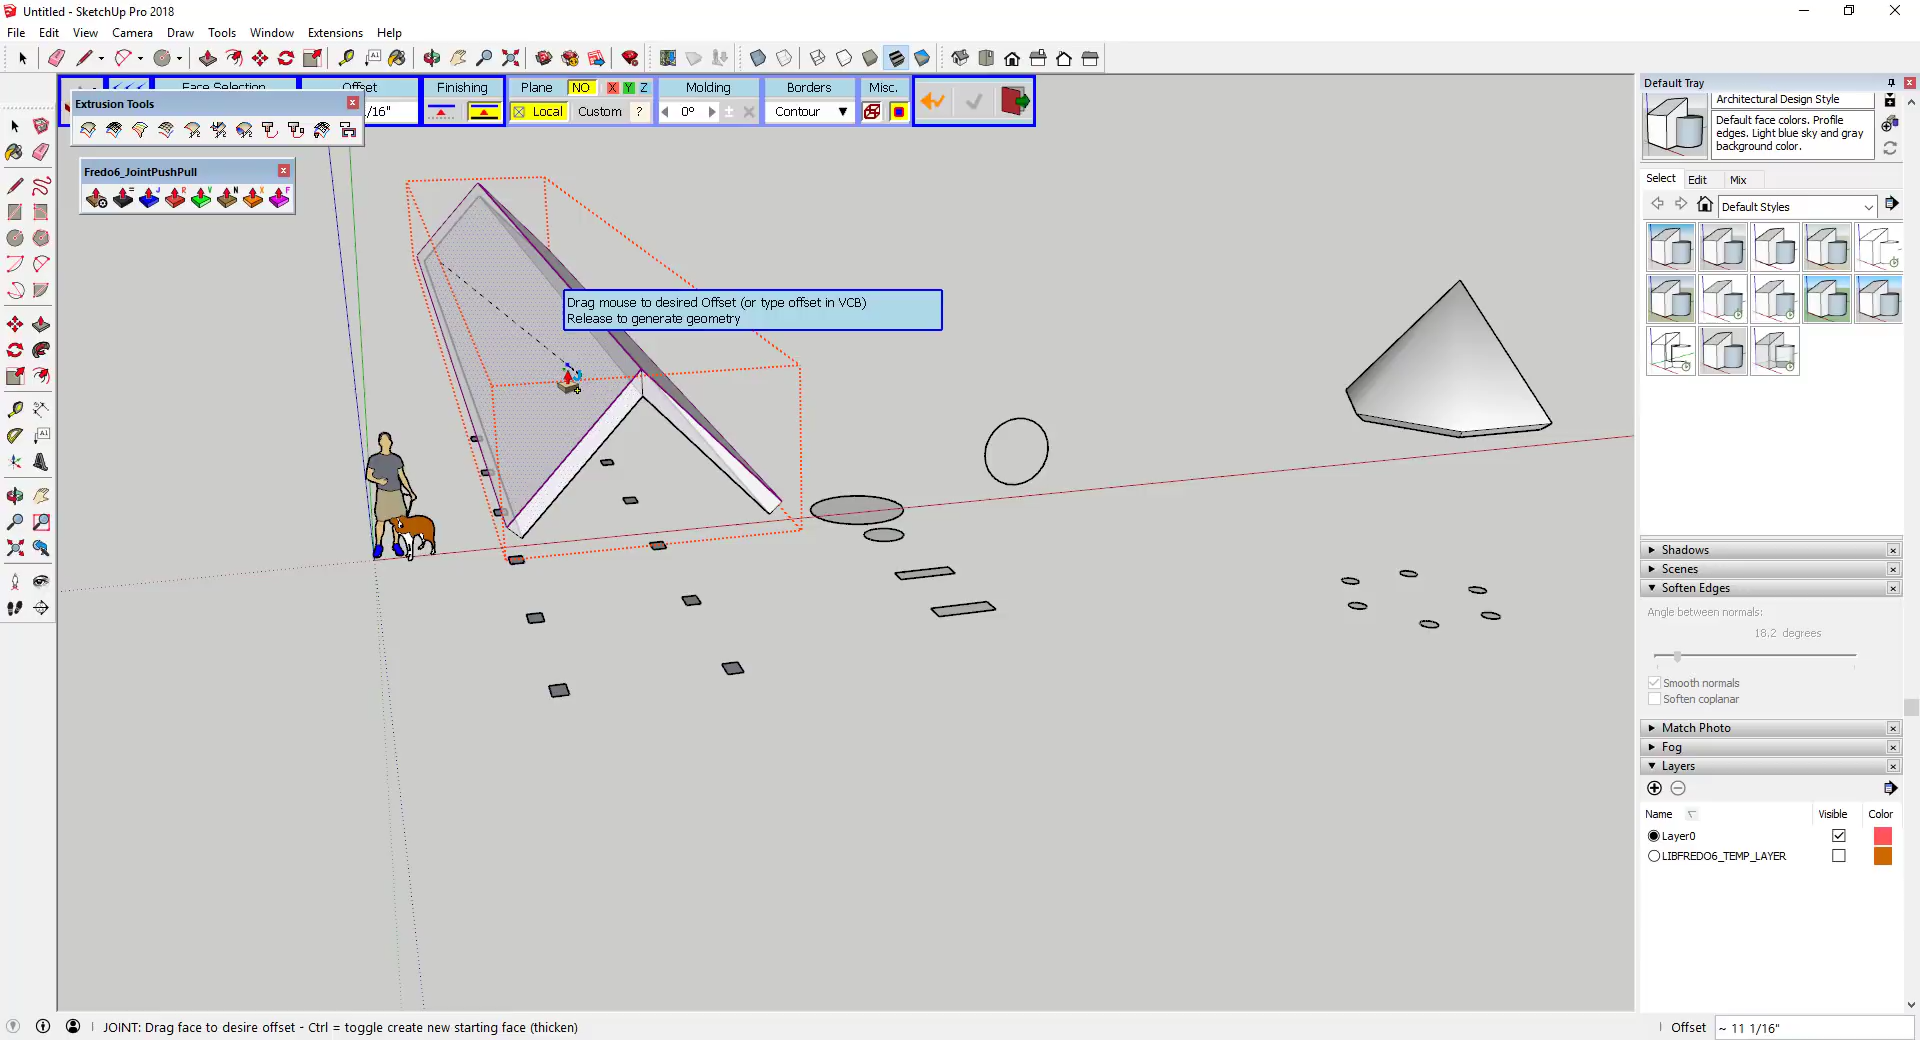 Untitled - SketchUp Pro 2018
File Edit View Camera Draw Tools Window Extensions Help
Face Selection Offset Finishing Plane NO X Y Z Molding Borders Misc.
Extrusion Tools
1/16" Local Custom ? 0° Contour
Fredo6_JointPushPull
J R V N X F
Drag mouse to desired Offset (or type offset in VCB)
Release to generate geometry
Default Tray
Architectural Design Style
Default face colors. Profile
edges. Light blue sky and gray
background color.
Select Edit Mix
Default Styles
Shadows
Scenes
Soften Edges
Angle between normals:
18.2 degrees
Smooth normals
Soften coplanar
Match Photo
Fog
Layers
Name Visible Color
Layer0
LIBFREDO6_TEMP_LAYER
JOINT: Drag face to desire offset - Ctrl = toggle create new starting face (thicken)
Offset ~ 11 1/16"